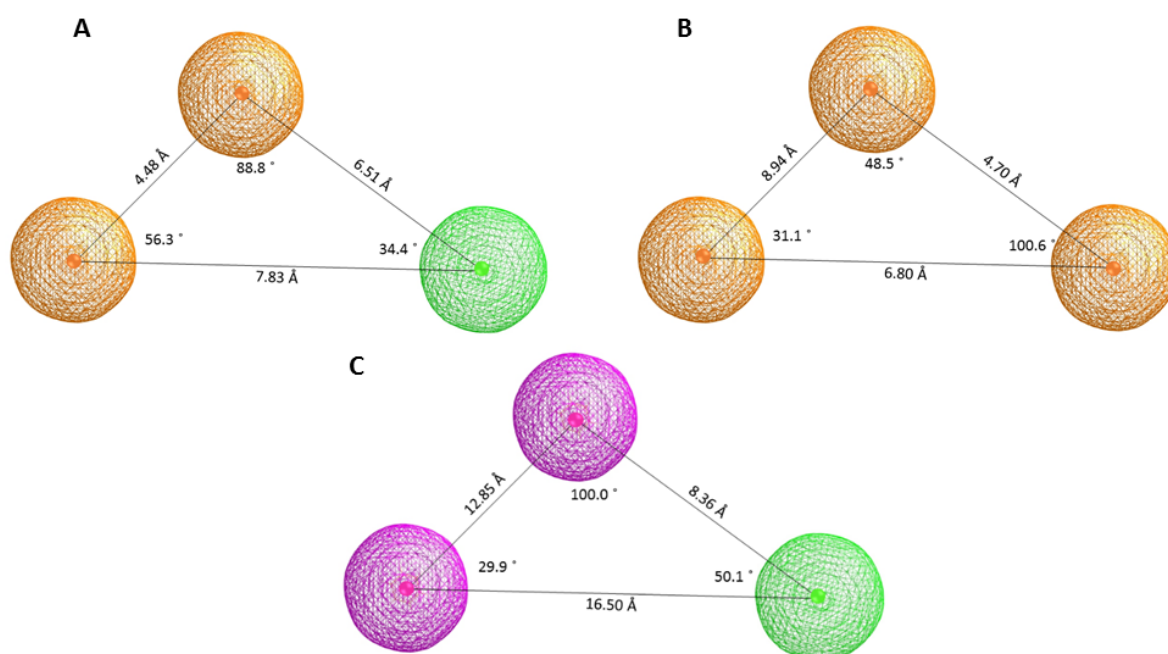 A
4.48 Å
6.51 Å
88.8 °
56.3 °
34.4 °
7.83 Å
B
8.94 Å
4.70 Å
48.5 °
31.1 °
100.6 °
6.80 Å
C
12.85 Å
8.36 Å
100.0 °
29.9 °
50.1 °
16.50 Å